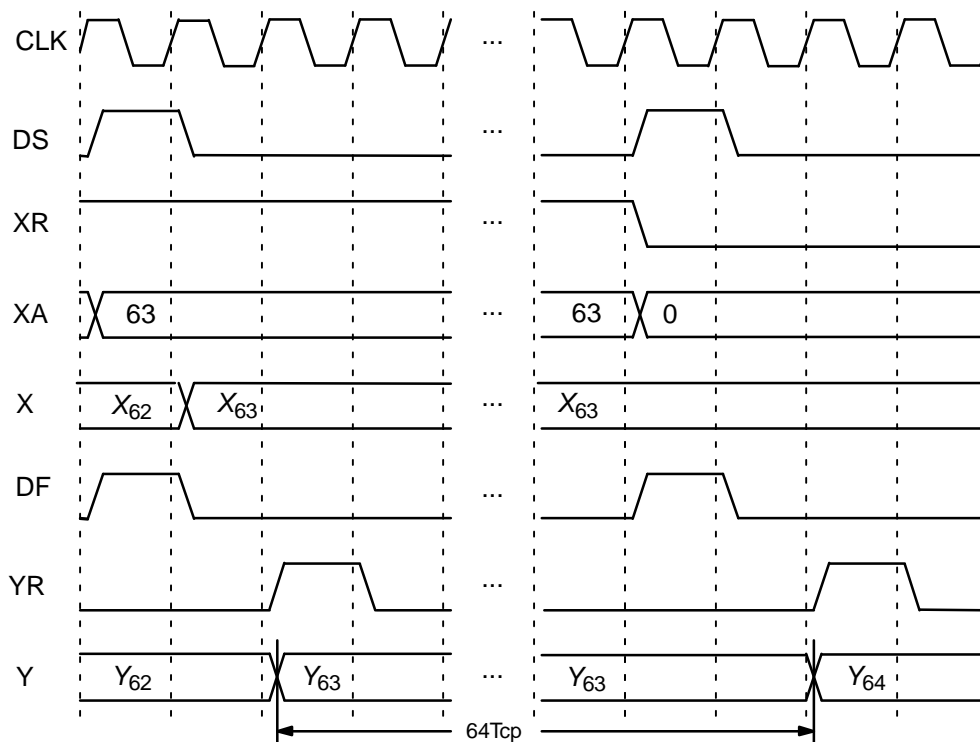 CLK ...
DS ...
XR ...
XA 63 ... 63 0
X X62 X63 ... X63
DF ...
YR ...
Y Y62 Y63 ... Y63 Y64
64Tcp